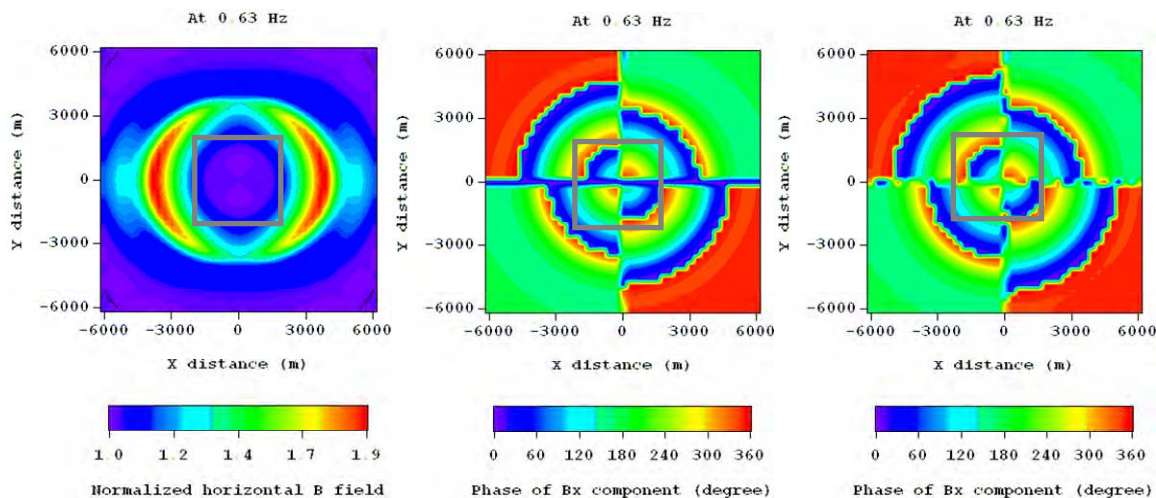 At 0.63 Hz
6000
3000
0
-3000
-6000
Y distance (m)
-6000 -3000 0 3000 6000
X distance (m)
1.0 1.2 1.4 1.7 1.9
Normalized horizontal B field
At 0.63 Hz
6000
3000
0
-3000
-6000
Y distance (m)
-6000 -3000 0 3000 6000
X distance (m)
0 60 120 180 240 300 360
Phase of Bx component (degree)
At 0.63 Hz
6000
3000
0
-3000
-6000
Y distance (m)
-6000 -3000 0 3000 6000
X distance (m)
0 60 120 180 240 300 360
Phase of Bx component (degree)